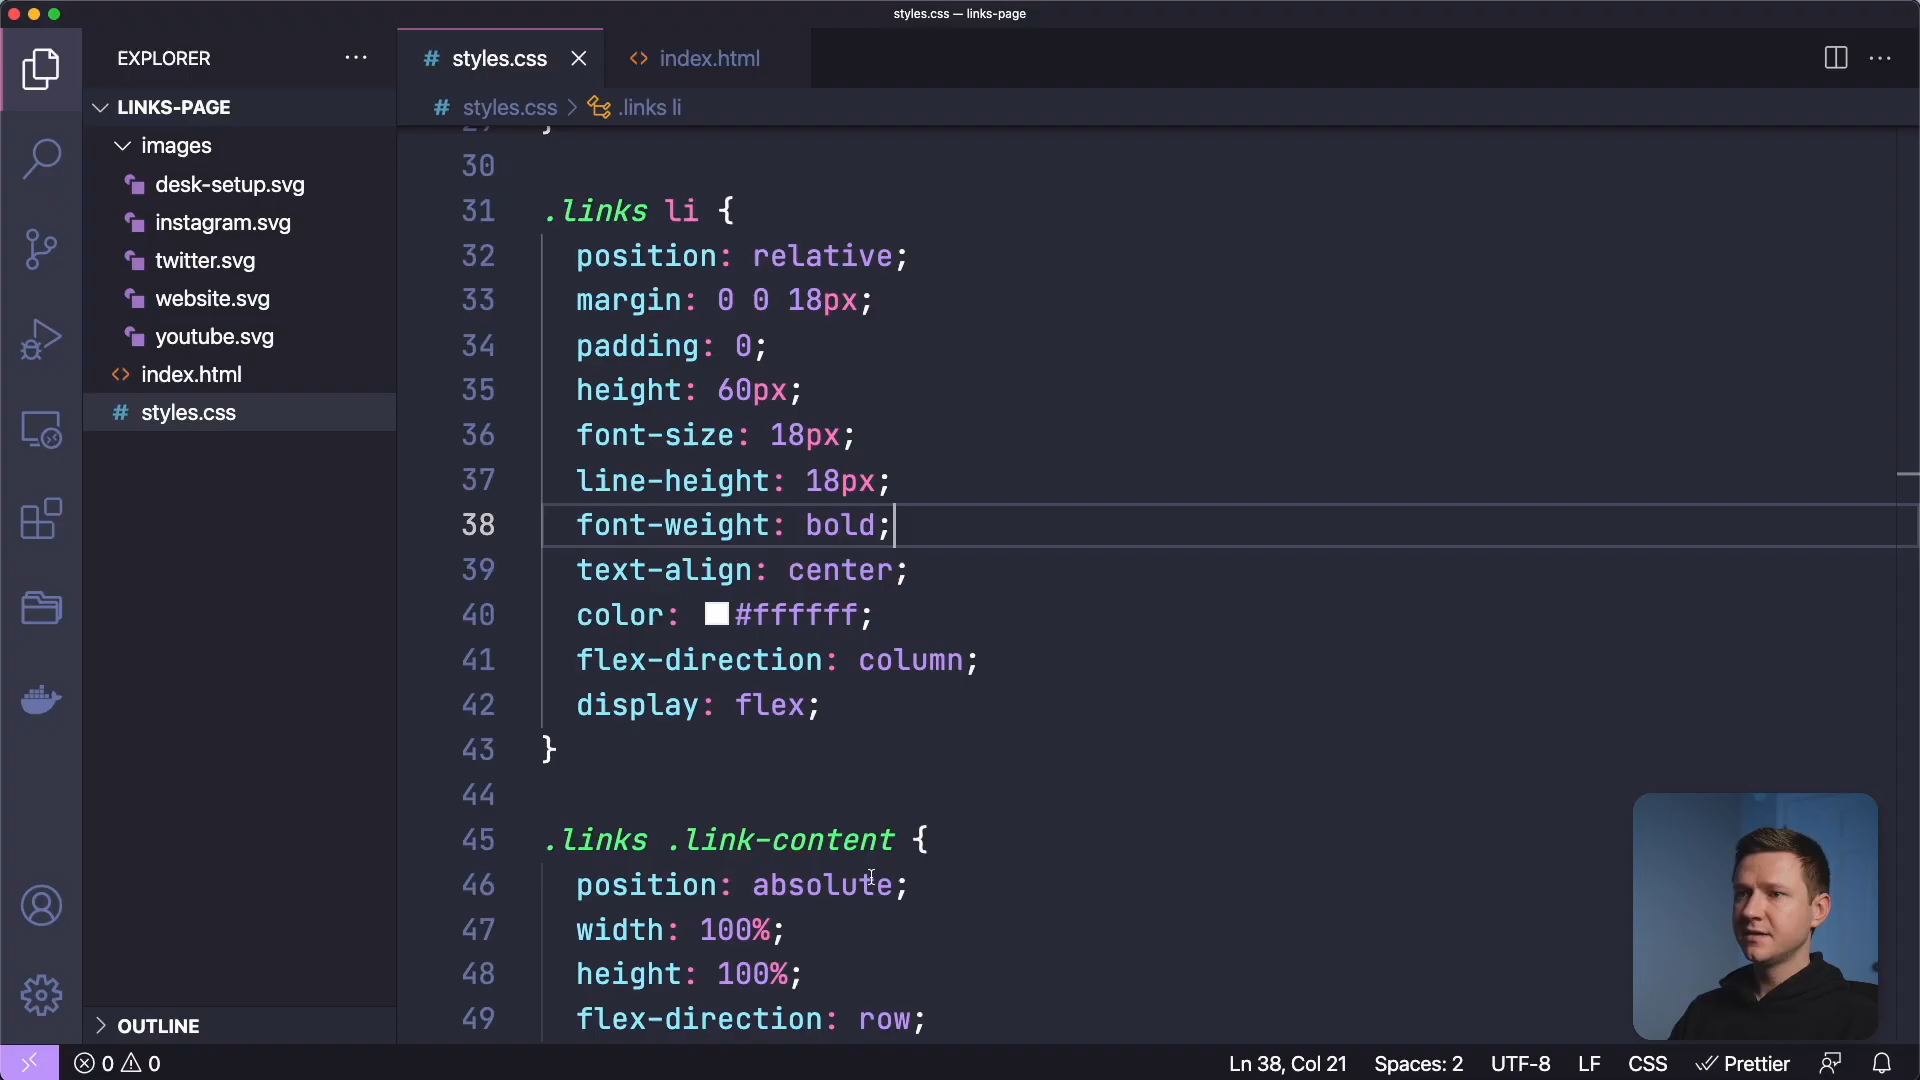 styles.css — links-page
EXPLORER
LINKS-PAGE
images
desk-setup.svg
instagram.svg
twitter.svg
website.svg
youtube.svg
index.html
styles.css
OUTLINE
# styles.css
index.html
# styles.css > .links li
30
31 .links li {
32 position: relative;
33 margin: 0 0 18px;
34 padding: 0;
35 height: 60px;
36 font-size: 18px;
37 line-height: 18px;
38 font-weight: bold;
39 text-align: center;
40 color: #ffffff;
41 flex-direction: column;
42 display: flex;
43 }
44
45 .links .link-content {
46 position: absolute;
47 width: 100%;
48 height: 100%;
49 flex-direction: row;
0 0 Ln 38, Col 21 Spaces: 2 UTF-8 LF CSS Prettier